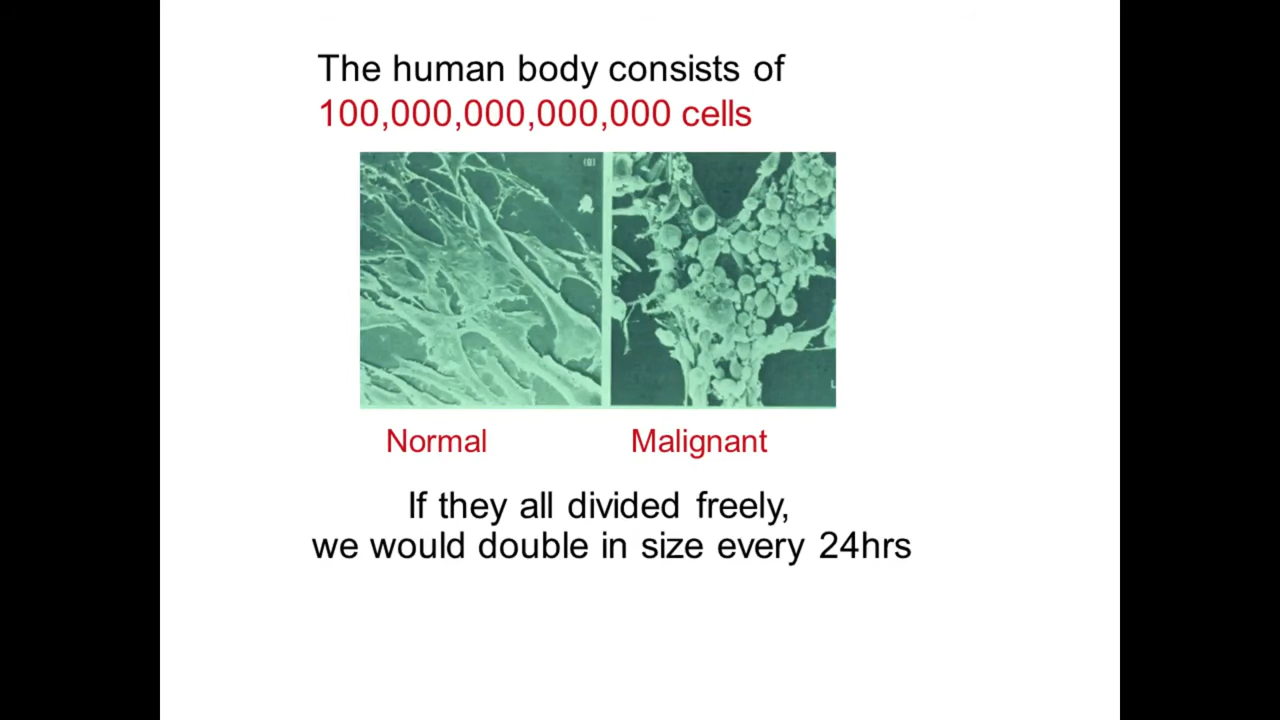 The human body consists of
100,000,000,000,000 cells
(B)
L
Normal
Malignant
If they all divided freely,
we would double in size every 24hrs